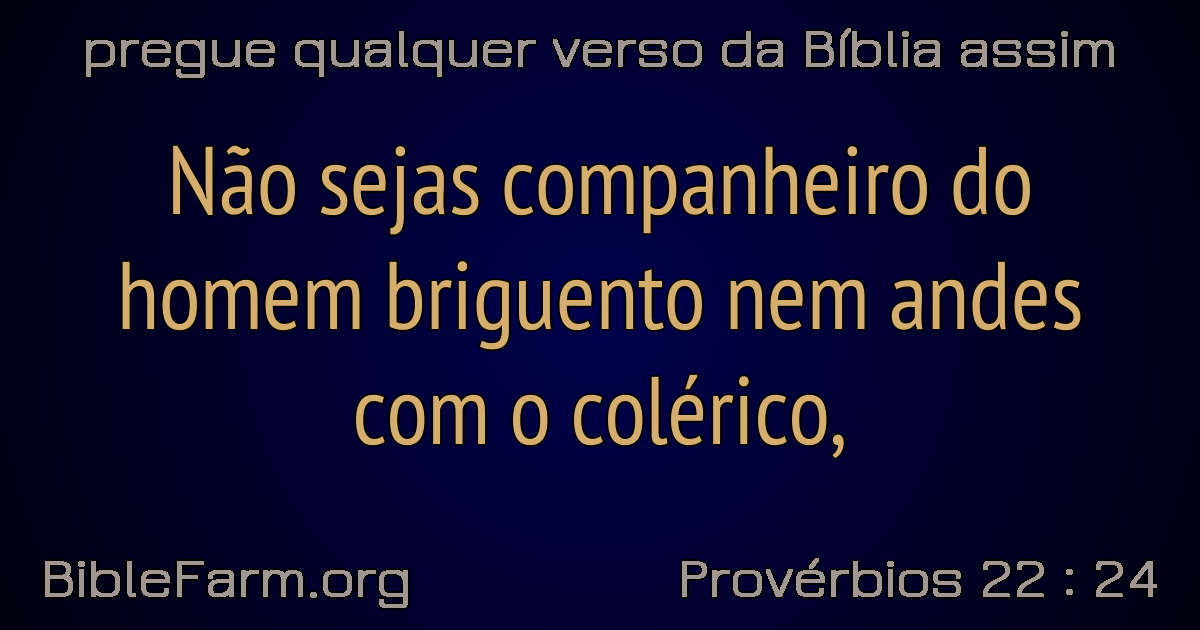 pregue qualquer verso da Bíblia assim
Não sejas companheiro do
homem briguento nem andes
com o colérico,
BibleFarm.org
Provérbios 22 : 24